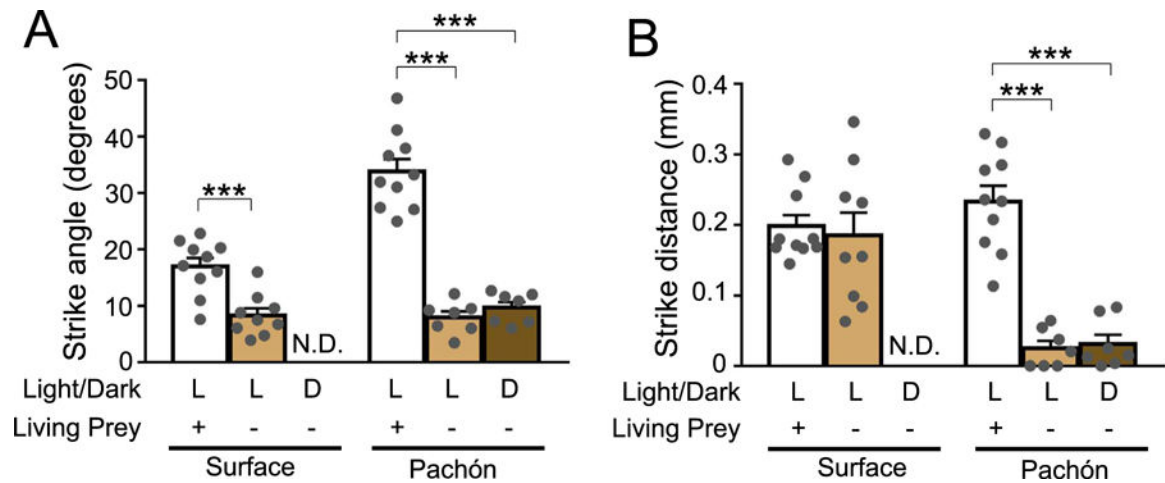 A
Strike angle (degrees)
50
40
30
20
10
0
***
***
***
N.D.
Light/Dark L L D L L D
Living Prey + - - + - -
Surface Pachón
B
Strike distance (mm)
0.4
0.3
0.2
0.1
0
***
***
N.D.
Light/Dark L L D L L D
Living Prey + - - + - -
Surface Pachón